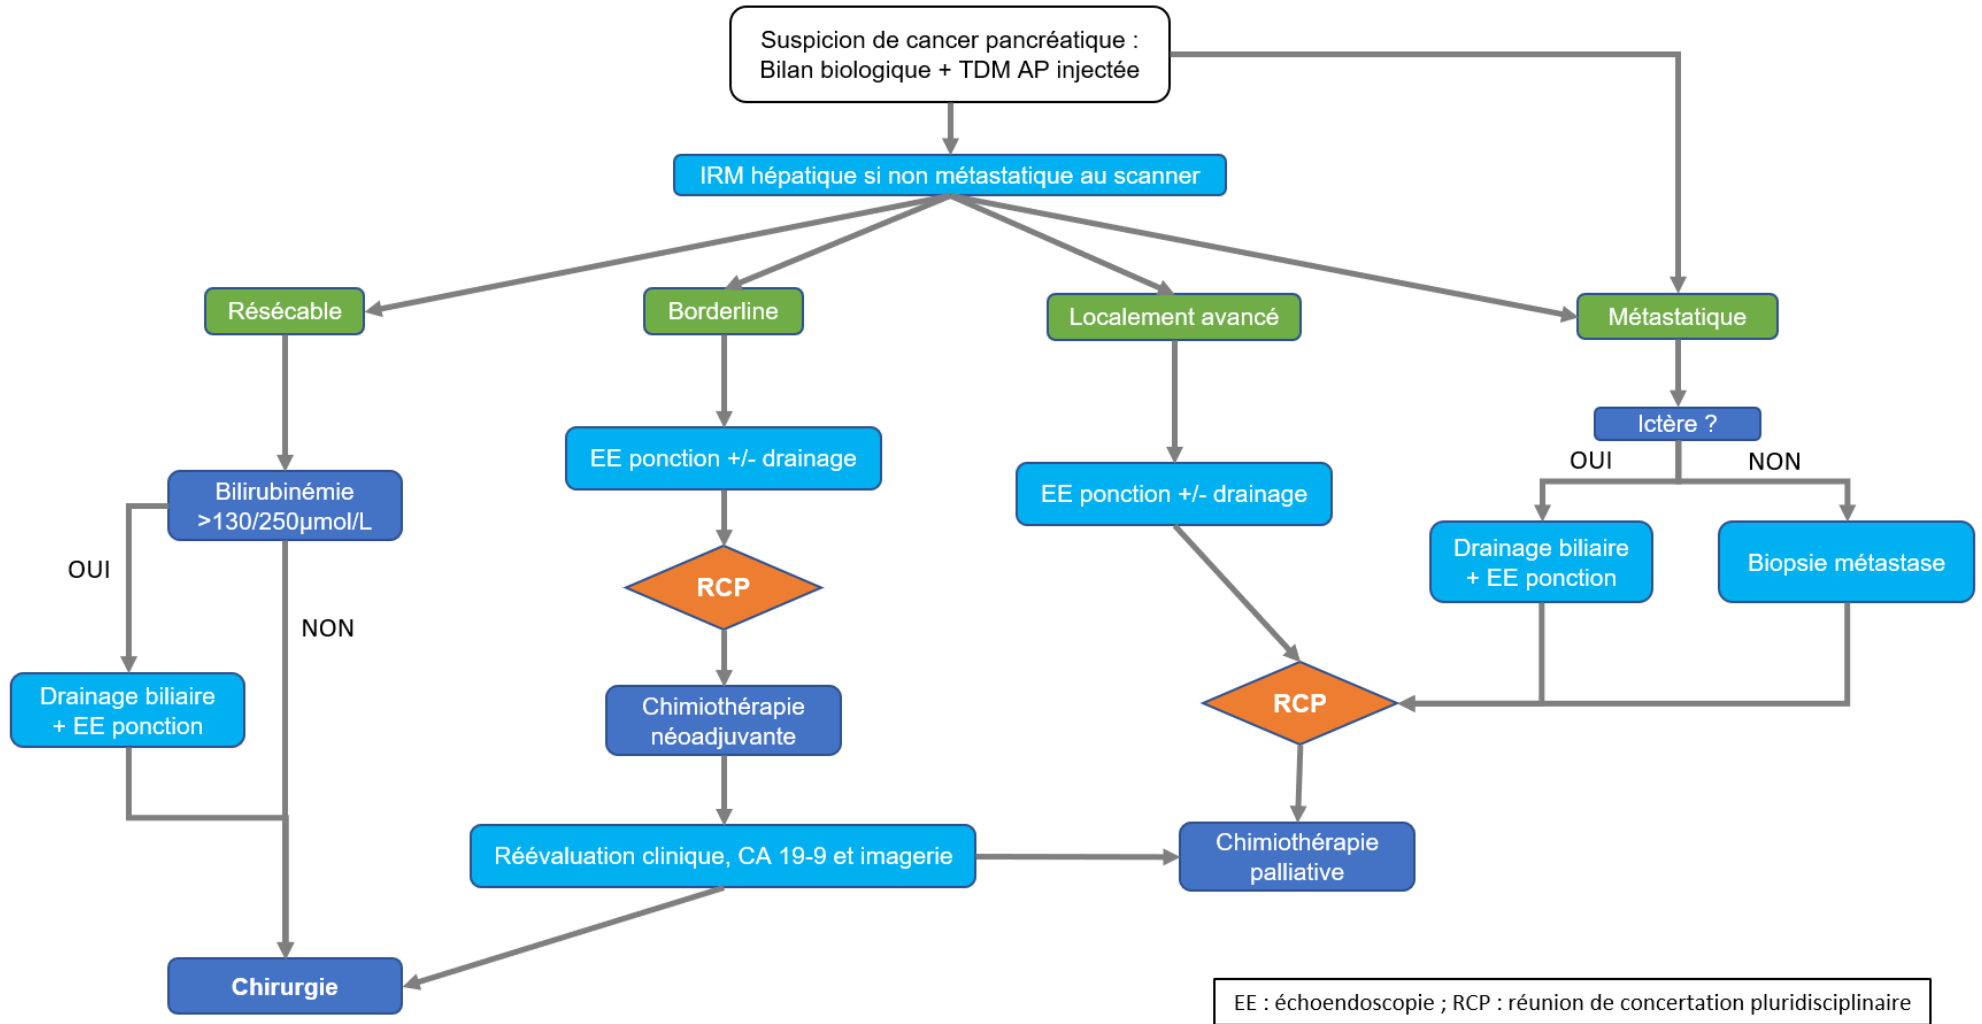 Suspicion de cancer pancréatique :
Bilan biologique + TDM AP injectée
IRM hépatique si non métastatique au scanner
Résécable
Borderline
Localement avancé
Métastatique
Ictère ?
OUI
NON
EE ponction +/- drainage
EE ponction +/- drainage
Bilirubinémie
>130/250µmol/L
Drainage biliaire
+ EE ponction
Biopsie métastase
OUI
NON
RCP
Drainage biliaire
+ EE ponction
Chimiothérapie
néoadjuvante
RCP
Réévaluation clinique, CA 19-9 et imagerie
Chimiothérapie
palliative
Chirurgie
EE : échoendoscopie ; RCP : réunion de concertation pluridisciplinaire